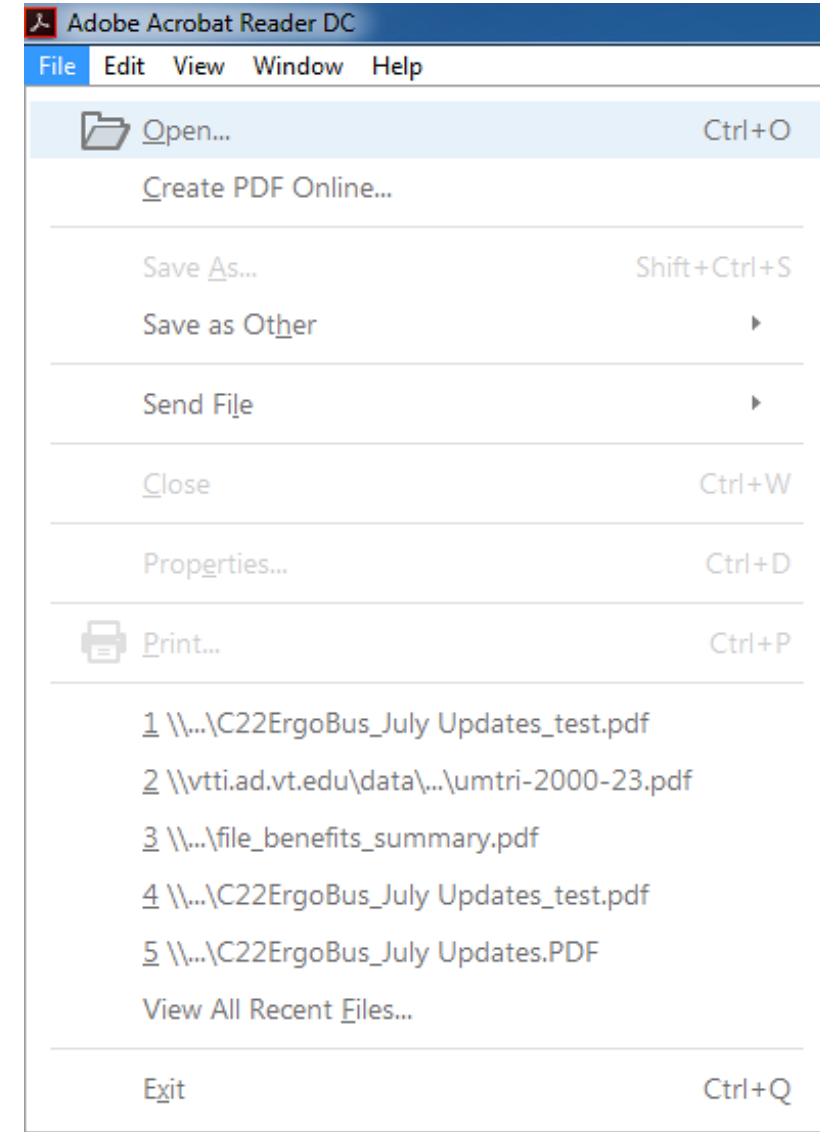 Adobe Acrobat Reader DC
File Edit View Window Help
Open... Ctrl+O
Create PDF Online...
Save As... Shift+Ctrl+S
Save as Other
Send File
Close Ctrl+W
Properties... Ctrl+D
Print... Ctrl+P
1 \\...\C22ErgoBus_July Updates_test.pdf
2 \\vtti.ad.vt.edu\data\...\umtri-2000-23.pdf
3 \\...\file_benefits_summary.pdf
4 \\...\C22ErgoBus_July Updates_test.pdf
5 \\...\C22ErgoBus_July Updates.PDF
View All Recent Files...
Exit Ctrl+Q